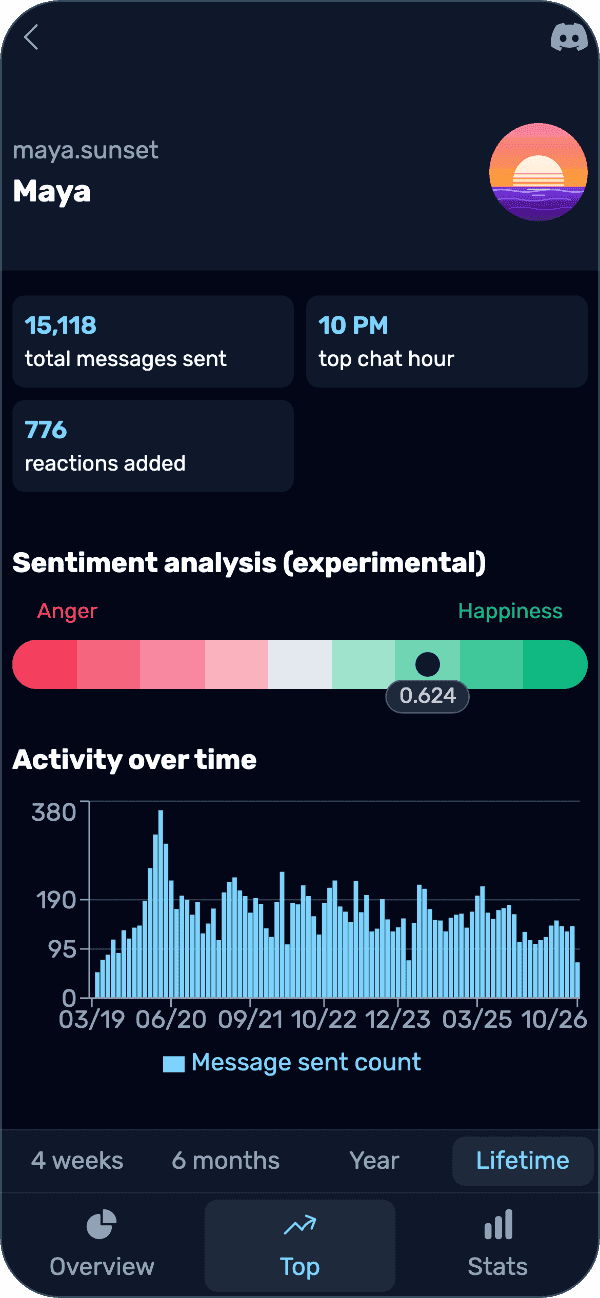 maya.sunset
Maya
15,118
total messages sent
10 PM
top chat hour
776
reactions added
Sentiment analysis (experimental)
Anger
Happiness
0.624
Activity over time
380
190
95
0
03/19 06/20 09/21 10/22 12/23 03/25 10/26
Message sent count
4 weeks 6 months Year Lifetime
Overview Top Stats